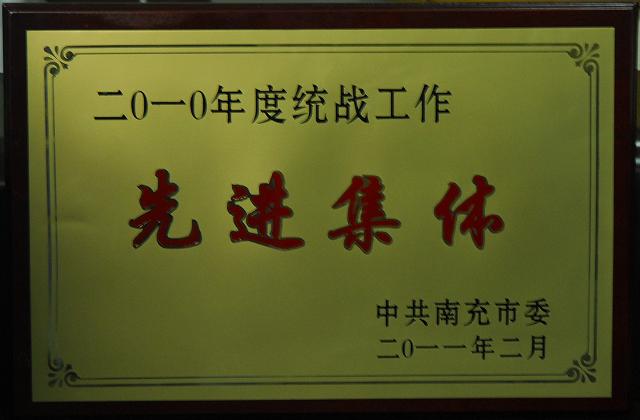 二0一0年度统战工作
先进集体
中共南充市委
二0一一年二月